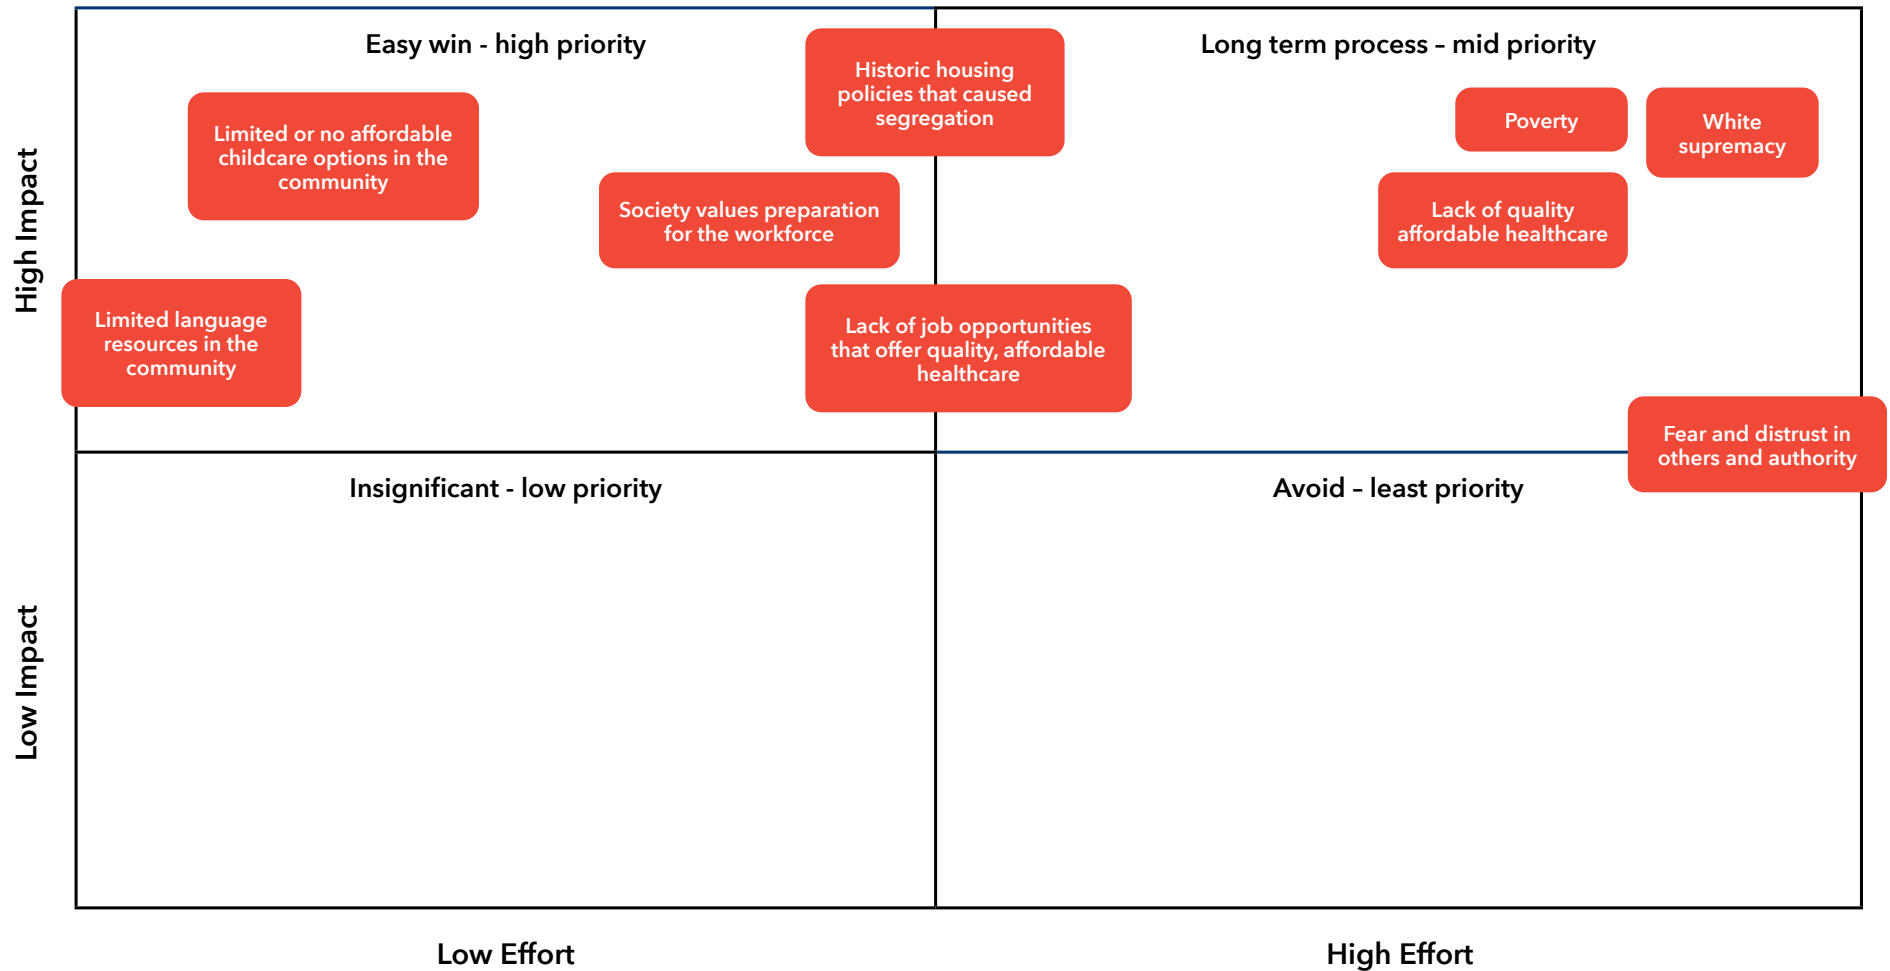 Easy win - high priority
Long term process – mid priority
Historic housing
policies that caused
segregation
Limited or no affordable
childcare options in the
community
Poverty
White
supremacy
Society values preparation
for the workforce
Lack of quality
affordable healthcare
High Impact
Limited language
resources in the
community
Lack of job opportunities
that offer quality, affordable
healthcare
Fear and distrust in
others and authority
Insignificant - low priority
Avoid – least priority
Low Impact
Low Effort
High Effort